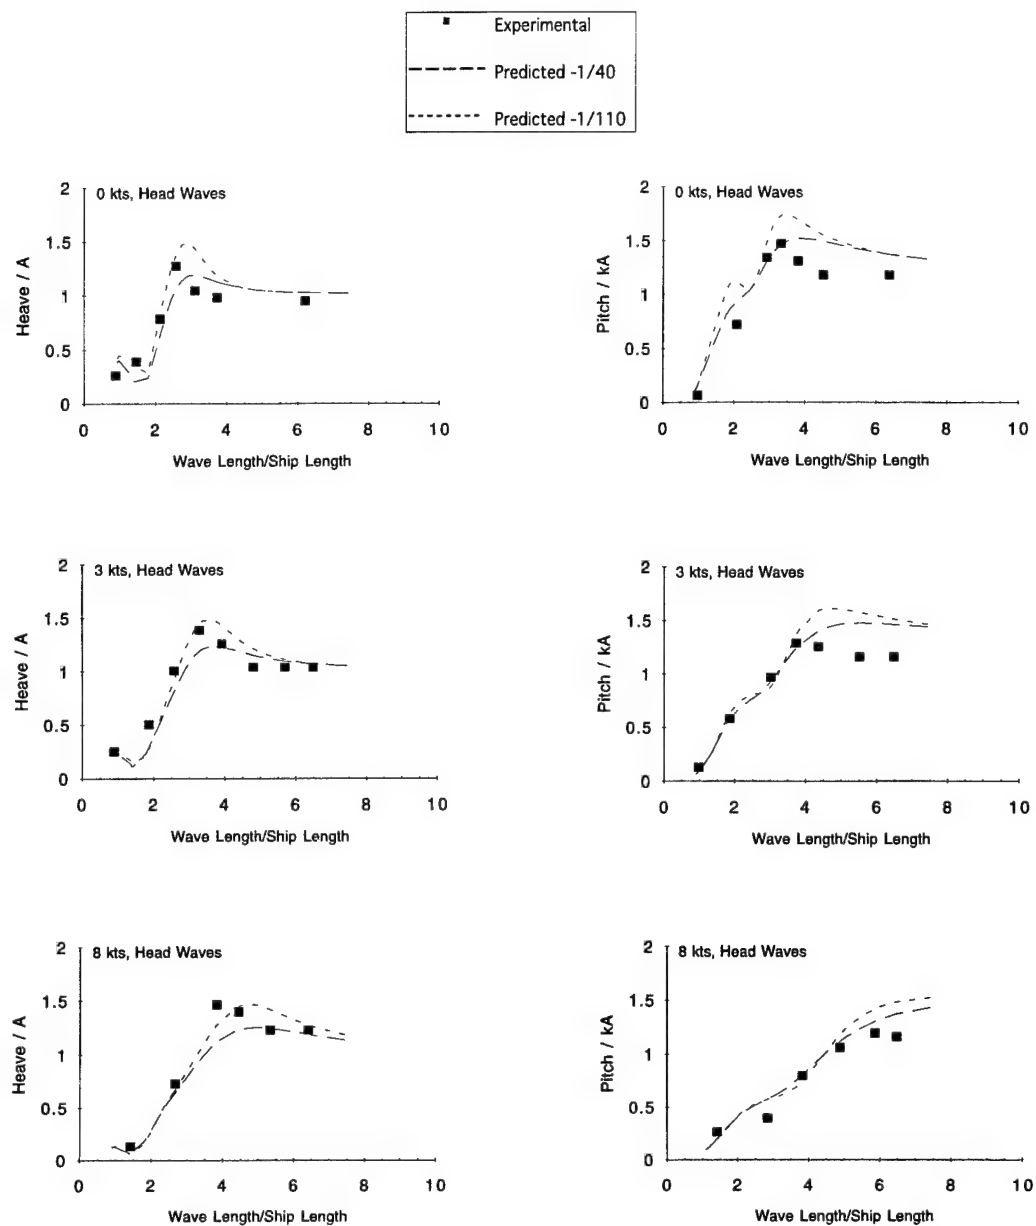 Experimental
Predicted -1/40
Predicted -1/110
0 kts, Head Waves
Heave / A
2
1.5
1
0.5
0
0 2 4 6 8 10
Wave Length/Ship Length
0 kts, Head Waves
Pitch / kA
2
1.5
1
0.5
0
0 2 4 6 8 10
Wave Length/Ship Length
3 kts, Head Waves
Heave / A
2
1.5
1
0.5
0
0 2 4 6 8 10
Wave Length/Ship Length
3 kts, Head Waves
Pitch / kA
2
1.5
1
0.5
0
0 2 4 6 8 10
Wave Length/Ship Length
8 kts, Head Waves
Heave / A
2
1.5
1
0.5
0
0 2 4 6 8 10
Wave Length/Ship Length
8 kts, Head Waves
Pitch / kA
2
1.5
1
0.5
0
0 2 4 6 8 10
Wave Length/Ship Length